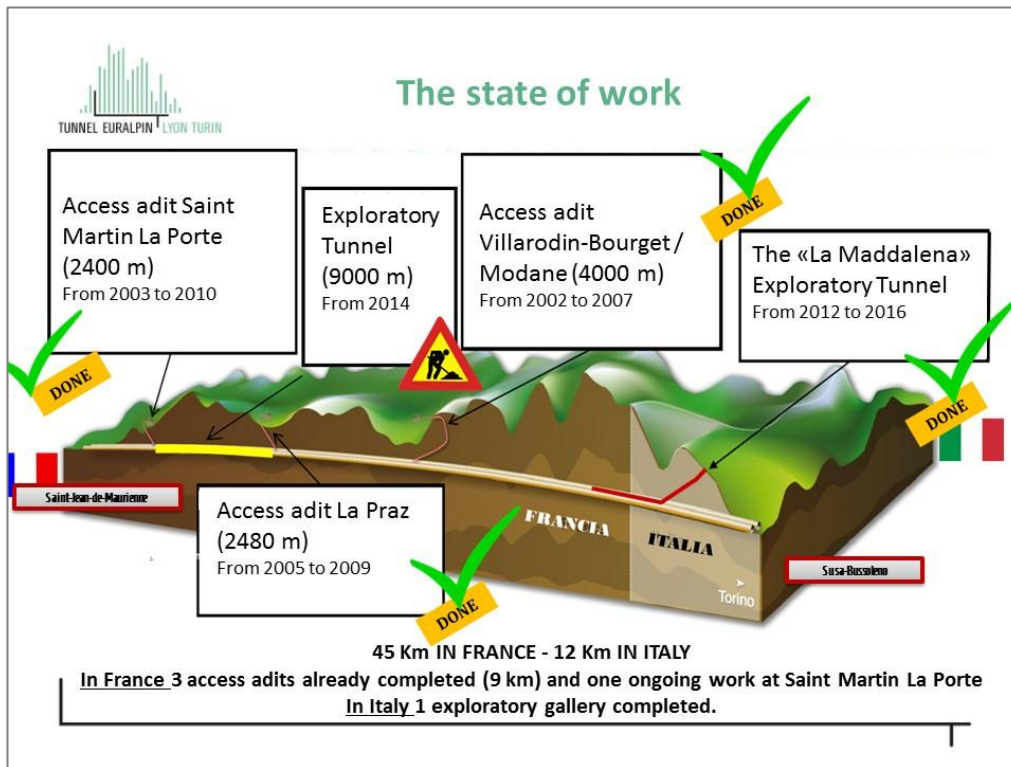 The state of work
TUNNEL EURALPIN LYON TURIN
Access adit Saint
Martin La Porte
(2400 m)
From 2003 to 2010
DONE
Exploratory
Tunnel
(9000 m)
From 2014
Access adit
Villarodin-Bourget /
Modane (4000 m)
From 2002 to 2007
DONE
The «La Maddalena»
Exploratory Tunnel
From 2012 to 2016
DONE
Saint-Jean-de-Maurienne
Access adit La Praz
(2480 m)
From 2005 to 2009
DONE
FRANCIA
ITALIA
Torino
Susa-Bussoleno
45 Km IN FRANCE - 12 Km IN ITALY
In France 3 access adits already completed (9 km) and one ongoing work at Saint Martin La Porte
In Italy 1 exploratory gallery completed.